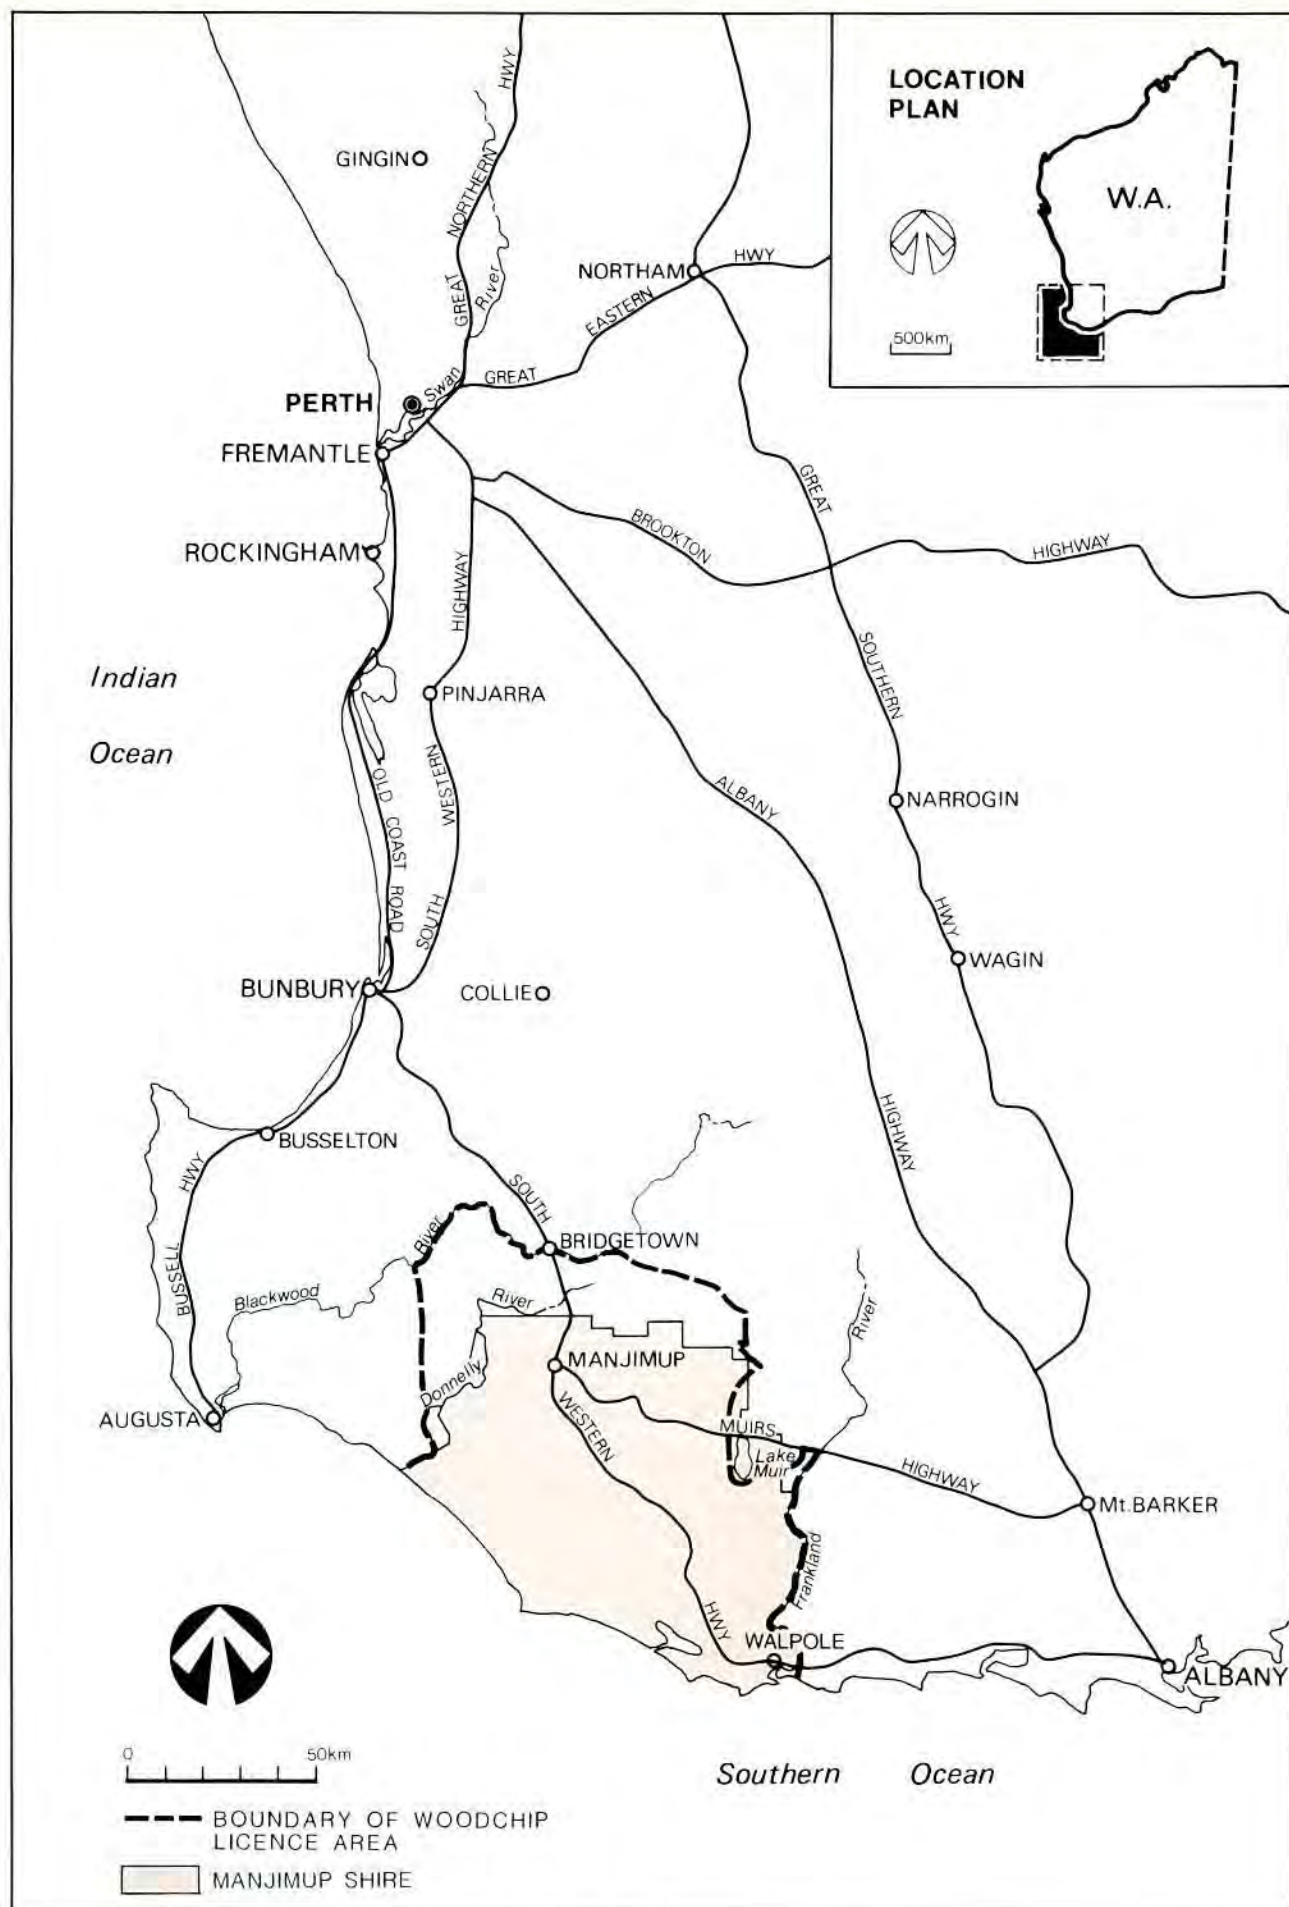 LOCATION
PLAN
W.A.
500km
GINGIN
GREAT NORTHERN HWY
River
NORTHAM
HWY
EASTERN
GREAT
Swan
PERTH
FREMANTLE
GREAT
BROOKTON
HIGHWAY
ROCKINGHAM
HIGHWAY
Indian
Ocean
SOUTHERN
PINJARRA
WESTERN
OLD COAST ROAD
ALBANY
NARROGIN
SOUTH
HWY
WAGIN
BUNBURY
COLLIE
HIGHWAY
BUSSELTON
HWY
SOUTH
River
BRIDGETOWN
BUSSELL
Blackwood
River
River
MANJIMUP
Donnelly
AUGUSTA
WESTERN
MUIRS
Lake
Muir
HIGHWAY
Mt.BARKER
Frankland
HWY
WALPOLE
ALBANY
Southern Ocean
0 50km
BOUNDARY OF WOODCHIP
LICENCE AREA
MANJIMUP SHIRE